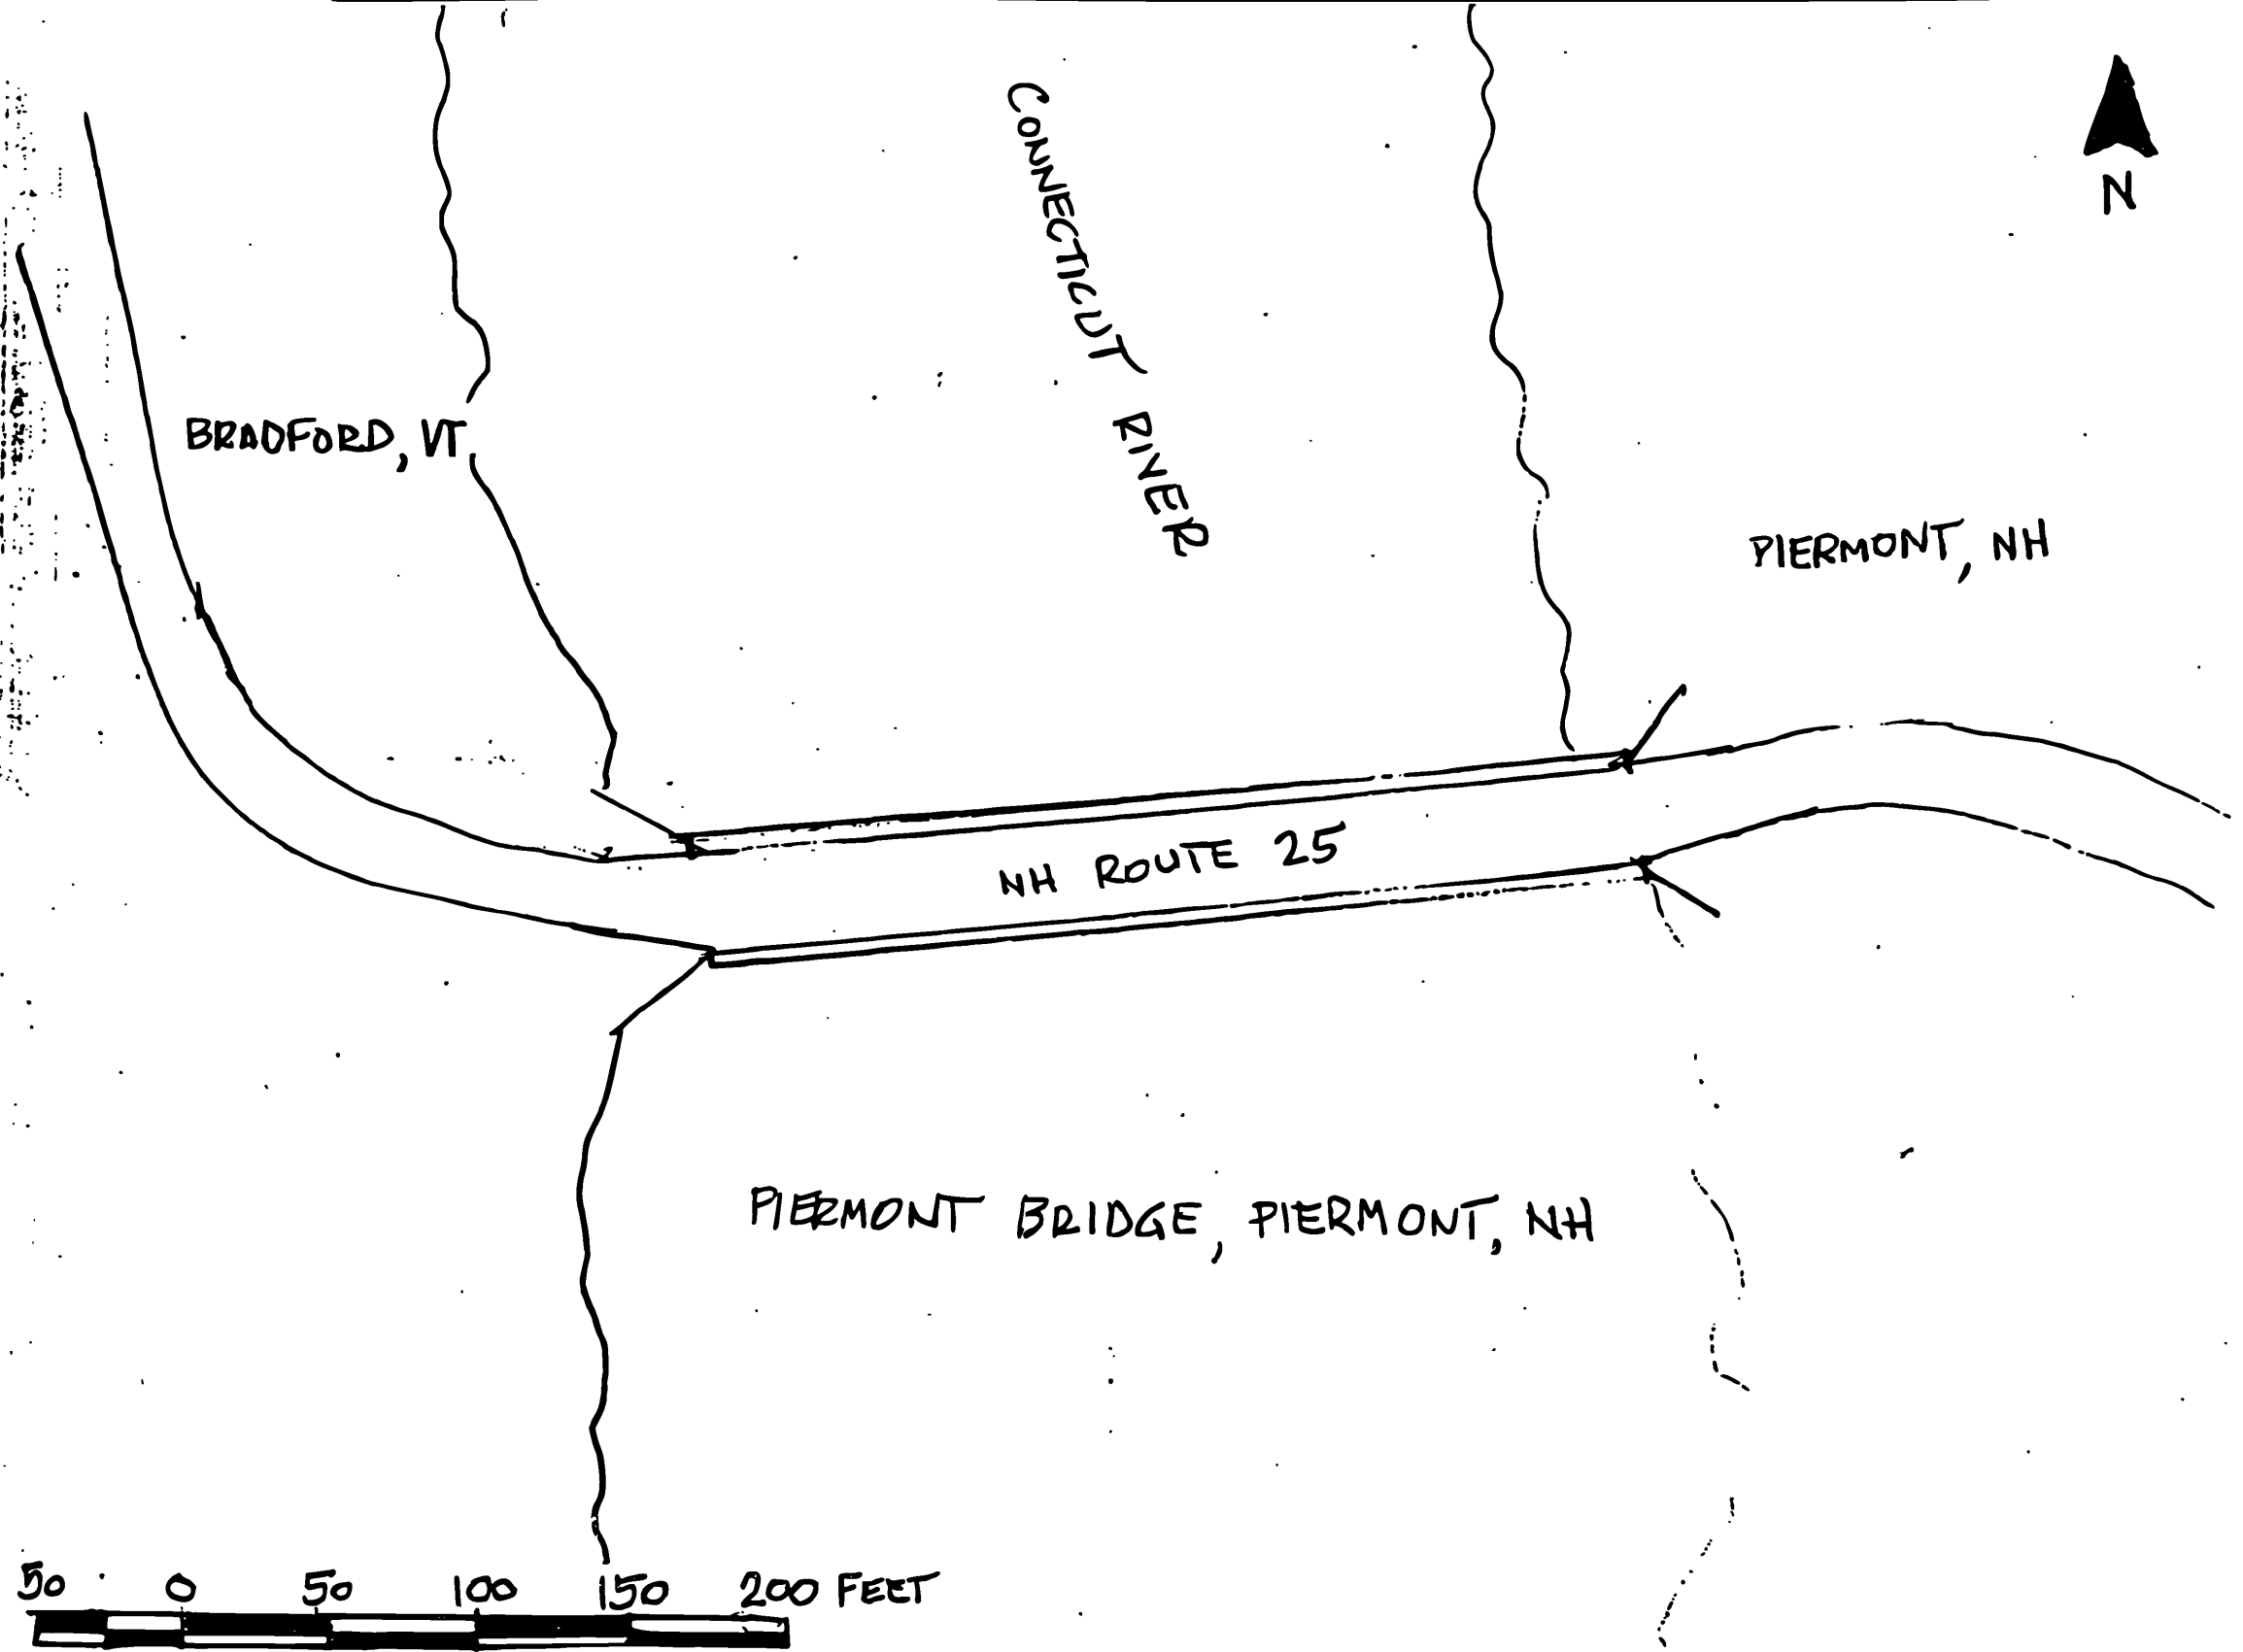 N
CONNECTICUT RIVER
BRADFORD, VT
PIERMONT, NH
NH ROUTE 25
PIERMONT BRIDGE, PIERMONT, NH
50 0 50 100 150 200 FEET